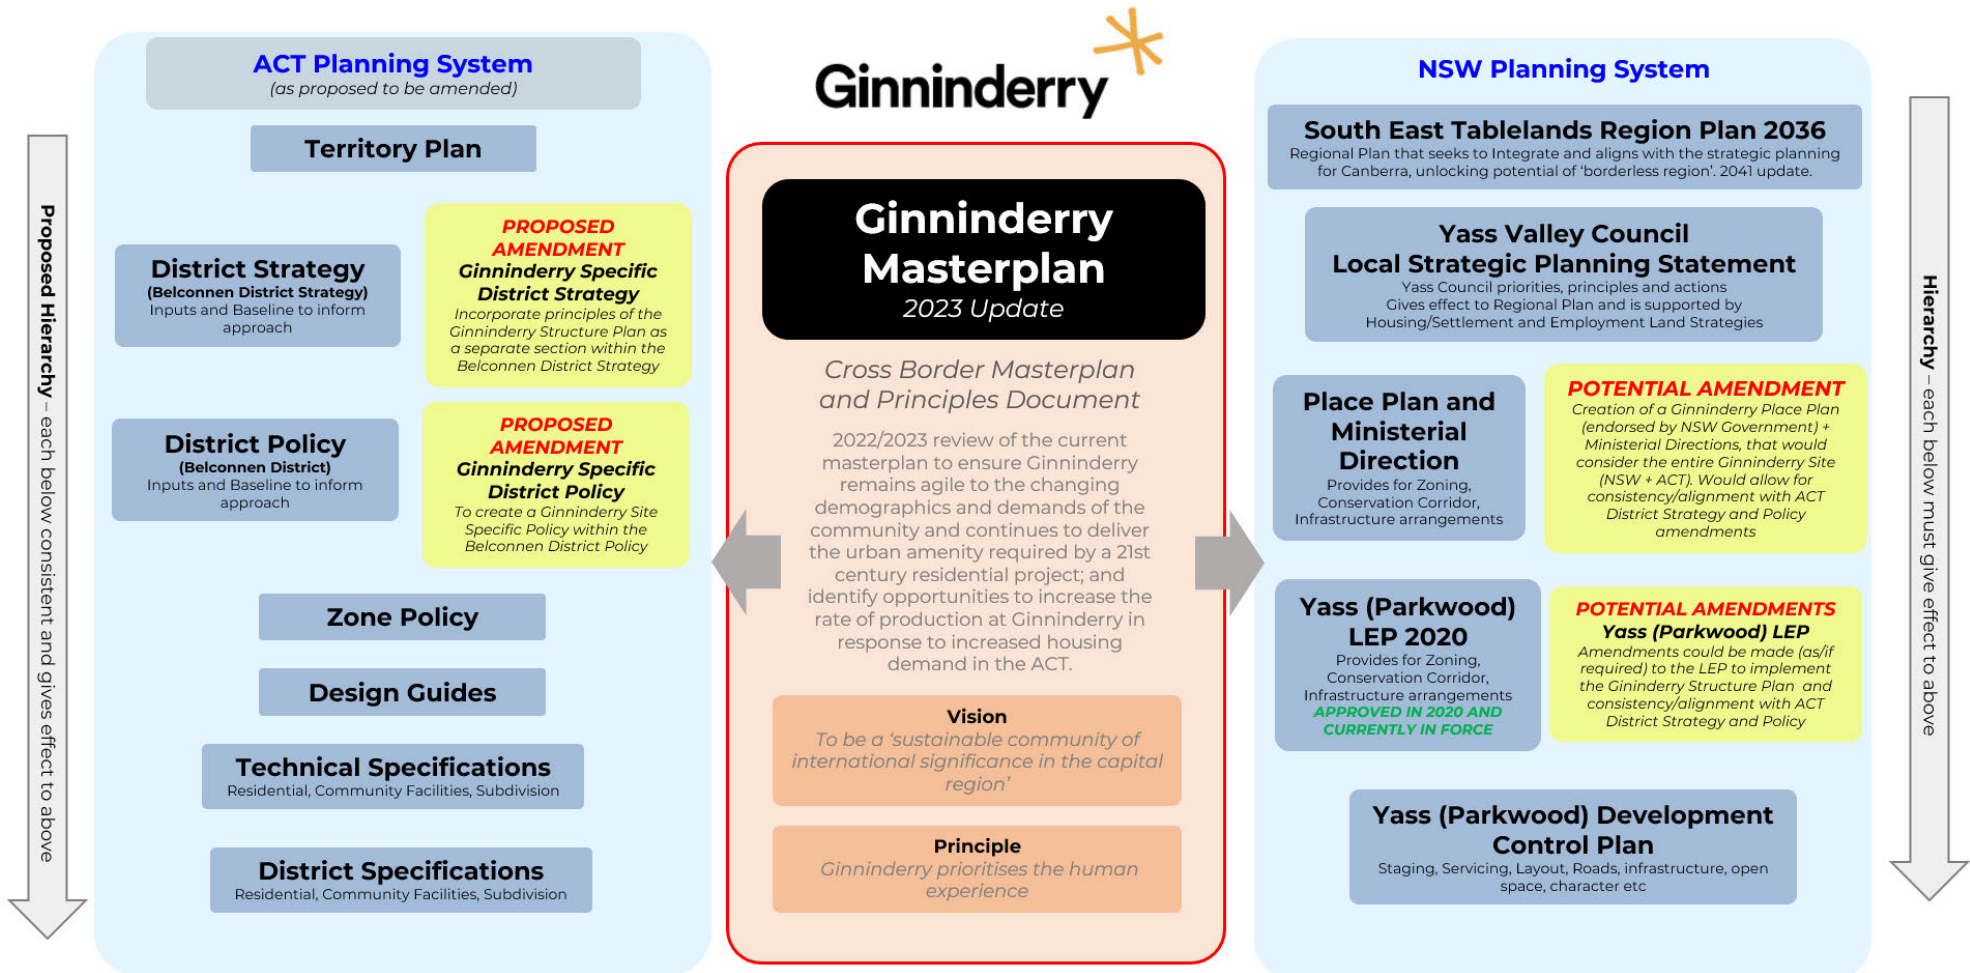 ACT Planning System
(as proposed to be amended)
Territory Plan
Proposed Hierarchy – each below consistent and gives effect to above
District Strategy
(Belconnen District Strategy)
Inputs and Baseline to inform
approach
PROPOSED
AMENDMENT
Ginninderry Specific
District Strategy
Incorporate principles of the
Ginninderry Structure Plan as
a separate section within the
Belconnen District Strategy
District Policy
(Belconnen District)
Inputs and Baseline to inform
approach
PROPOSED
AMENDMENT
Ginninderry Specific
District Policy
To create a Ginninderry Site
Specific Policy within the
Belconnen District Policy
Zone Policy
Design Guides
Technical Specifications
Residential, Community Facilities, Subdivision
District Specifications
Residential, Community Facilities, Subdivision
Ginninderry
Ginninderry
Masterplan
2023 Update
Cross Border Masterplan
and Principles Document
2022/2023 review of the current
masterplan to ensure Ginninderry
remains agile to the changing
demographics and demands of the
community and continues to deliver
the urban amenity required by a 21st
century residential project; and
identify opportunities to increase the
rate of production at Ginninderry in
response to increased housing
demand in the ACT.
Vision
To be a ‘sustainable community of
international significance in the capital
region’
Principle
Ginninderry prioritises the human
experience
NSW Planning System
South East Tablelands Region Plan 2036
Regional Plan that seeks to Integrate and aligns with the strategic planning
for Canberra, unlocking potential of ‘borderless region’. 2041 update.
Yass Valley Council
Local Strategic Planning Statement
Yass Council priorities, principles and actions
Gives effect to Regional Plan and is supported by
Housing/Settlement and Employment Land Strategies
Place Plan and
Ministerial
Direction
Provides for Zoning,
Conservation Corridor,
Infrastructure arrangements
POTENTIAL AMENDMENT
Creation of a Ginninderry Place Plan
(endorsed by NSW Government) +
Ministerial Directions, that would
consider the entire Ginninderry Site
(NSW + ACT). Would allow for
consistency/alignment with ACT
District Strategy and Policy
amendments
Yass (Parkwood)
LEP 2020
Provides for Zoning,
Conservation Corridor,
Infrastructure arrangements
APPROVED IN 2020 AND
CURRENTLY IN FORCE
POTENTIAL AMENDMENTS
Yass (Parkwood) LEP
Amendments could be made (as/if
required) to the LEP to implement
the Gininderry Structure Plan and
consistency/alignment with ACT
District Strategy and Policy
Yass (Parkwood) Development
Control Plan
Staging, Servicing, Layout, Roads, infrastructure, open
space, character etc
Hierarchy – each below must give effect to above